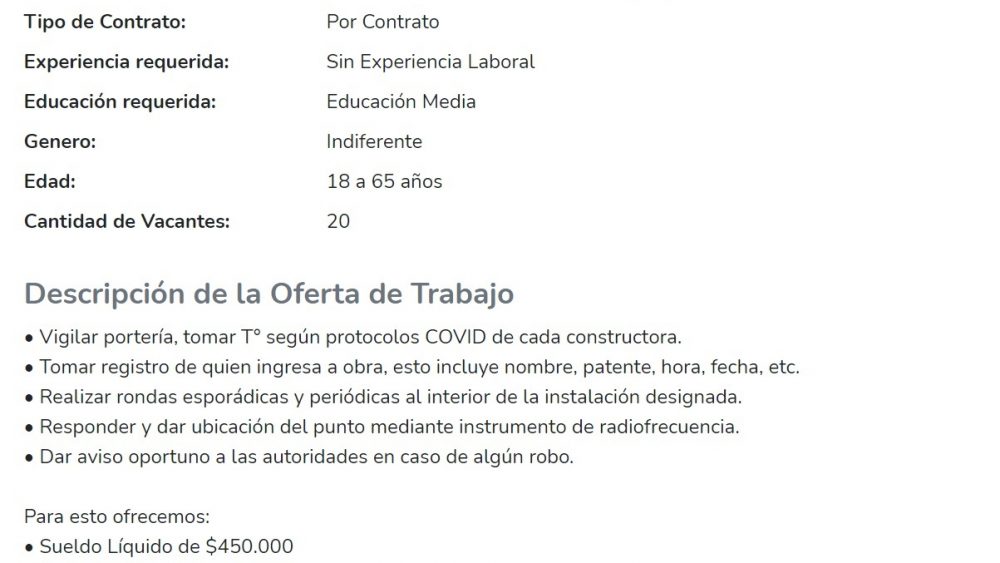 Tipo de Contrato: Por Contrato
Experiencia requerida: Sin Experiencia Laboral
Educación requerida: Educación Media
Genero: Indiferente
Edad: 18 a 65 años
Cantidad de Vacantes: 20
Descripción de la Oferta de Trabajo
• Vigilar portería, tomar T° según protocolos COVID de cada constructora.
• Tomar registro de quien ingresa a obra, esto incluye nombre, patente, hora, fecha, etc.
• Realizar rondas esporádicas y periódicas al interior de la instalación designada.
• Responder y dar ubicación del punto mediante instrumento de radiofrecuencia.
• Dar aviso oportuno a las autoridades en caso de algún robo.
Para esto ofrecemos:
• Sueldo Líquido de $450.000